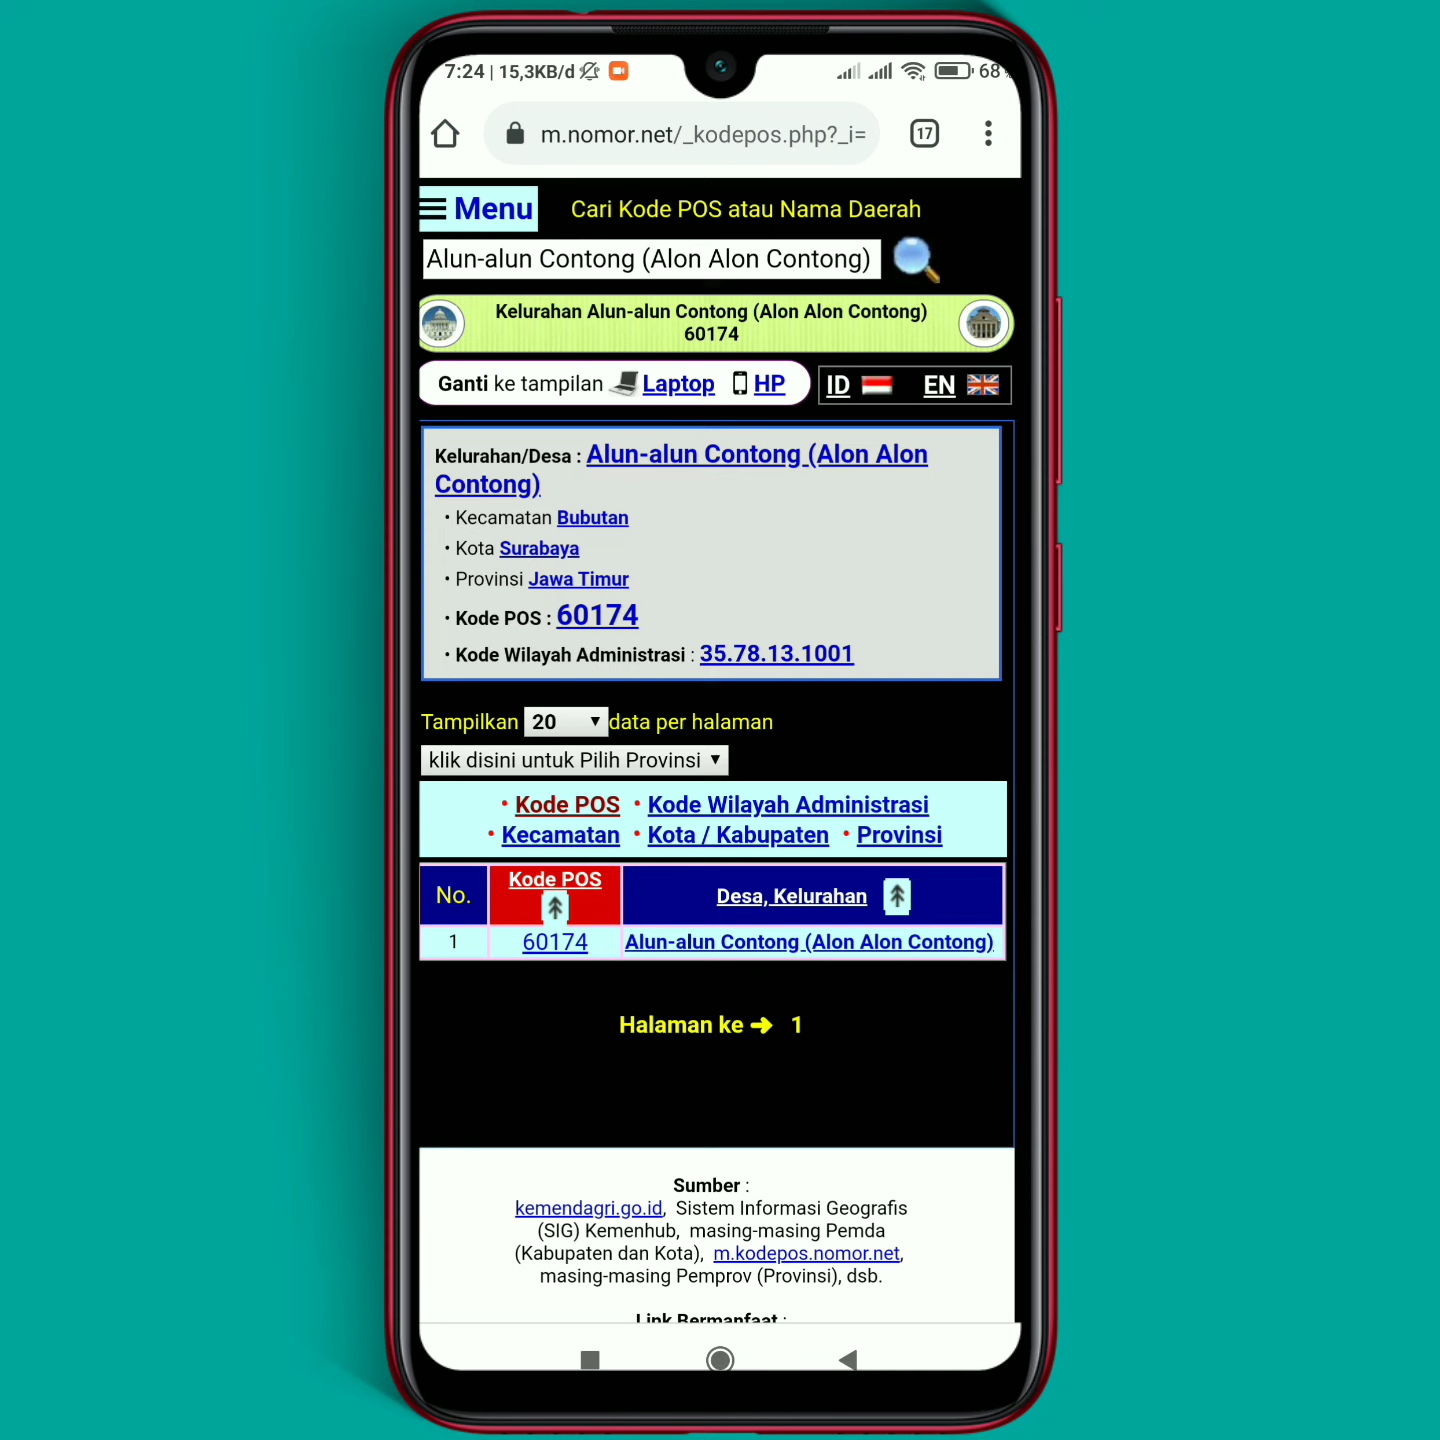 7:24 | 15,3KB/d
68
m.nomor.net/_kodepos.php?_i=
17
Menu
Cari Kode POS atau Nama Daerah
Alun-alun Contong (Alon Alon Contong)
Kelurahan Alun-alun Contong (Alon Alon Contong)
60174
Ganti ke tampilan Laptop HP
ID EN
Kelurahan/Desa : Alun-alun Contong (Alon Alon
Contong)
• Kecamatan Bubutan
• Kota Surabaya
• Provinsi Jawa Timur
• Kode POS : 60174
• Kode Wilayah Administrasi : 35.78.13.1001
Tampilkan 20 ▼ data per halaman
klik disini untuk Pilih Provinsi ▼
• Kode POS • Kode Wilayah Administrasi
• Kecamatan • Kota / Kabupaten • Provinsi
No. Kode POS Desa, Kelurahan
1 60174 Alun-alun Contong (Alon Alon Contong)
Halaman ke ➔ 1
Sumber :
kemendagri.go.id, Sistem Informasi Geografis
(SIG) Kemenhub, masing-masing Pemda
(Kabupaten dan Kota), m.kodepos.nomor.net,
masing-masing Pemprov (Provinsi), dsb.
Link Bermanfaat :